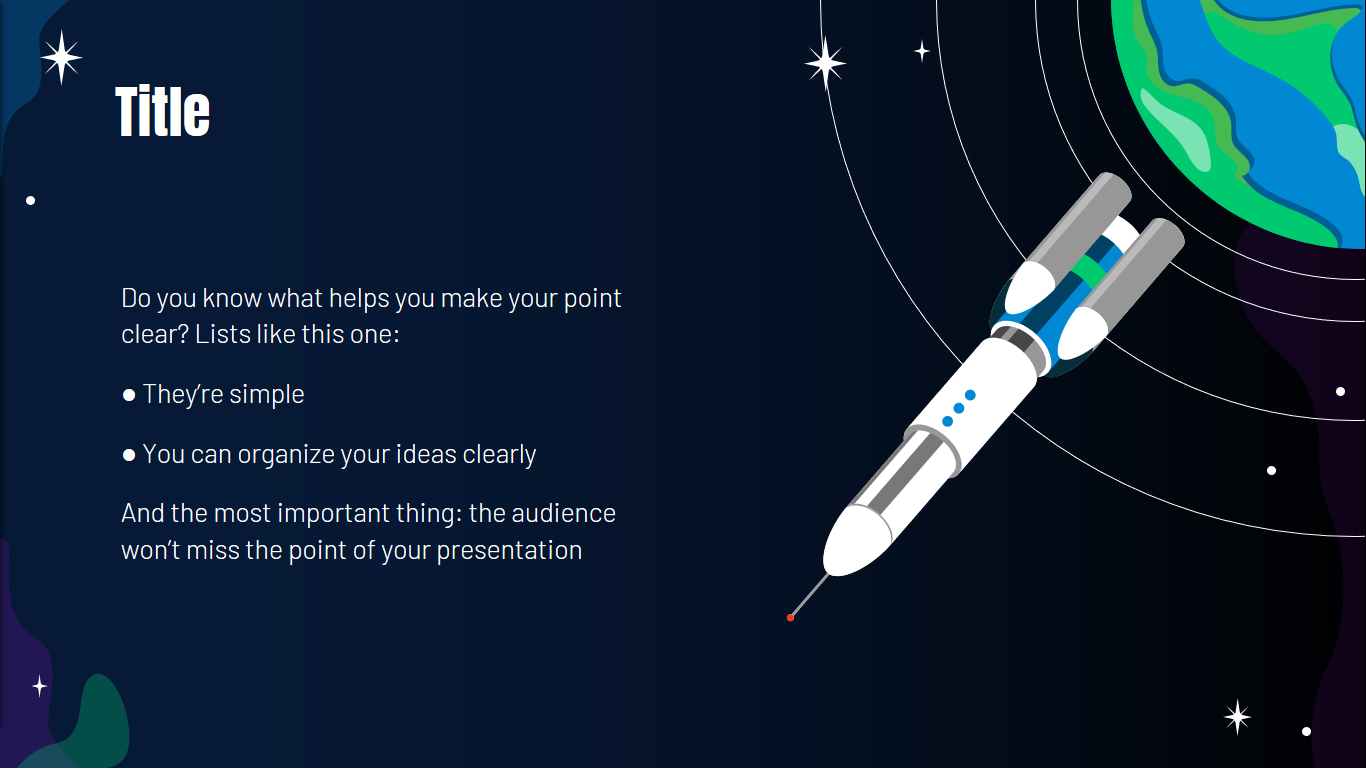 Title
Do you know what helps you make your point
clear? Lists like this one:
● They’re simple
● You can organize your ideas clearly
And the most important thing: the audience
won’t miss the point of your presentation